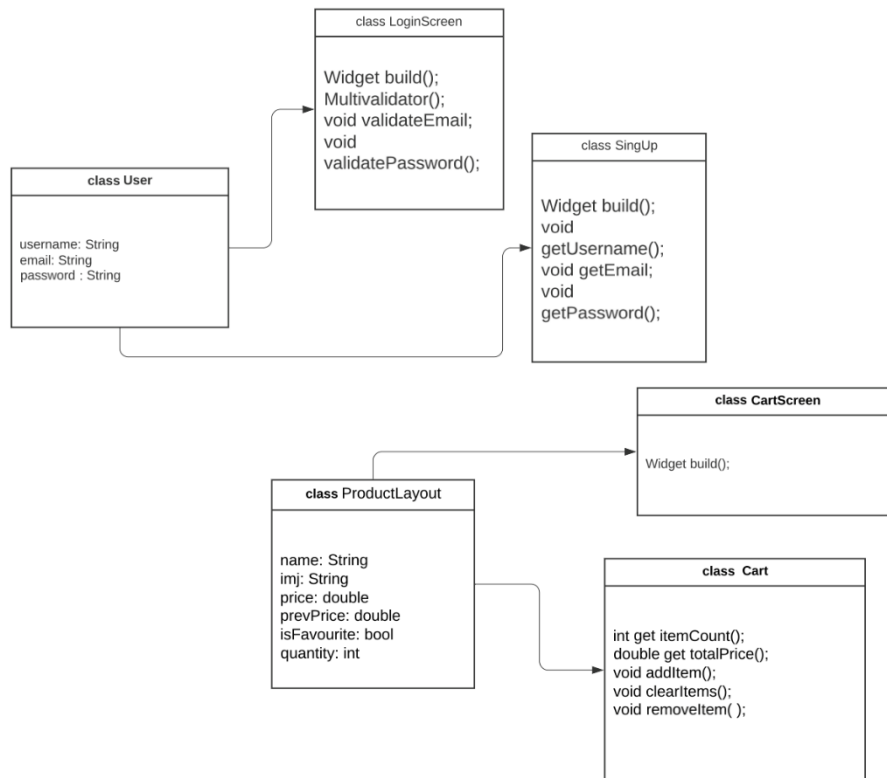 class LoginScreen
Widget build();
Multivalidator();
void validateEmail;
void
validatePassword();
class SingUp
Widget build();
void
getUsername();
void getEmail;
void
getPassword();
class User
username: String
email: String
password : String
class CartScreen
Widget build();
class ProductLayout
name: String
imj: String
price: double
prevPrice: double
isFavourite: bool
quantity: int
class Cart
int get itemCount();
double get totalPrice();
void addItem();
void clearItems();
void removeItem( );